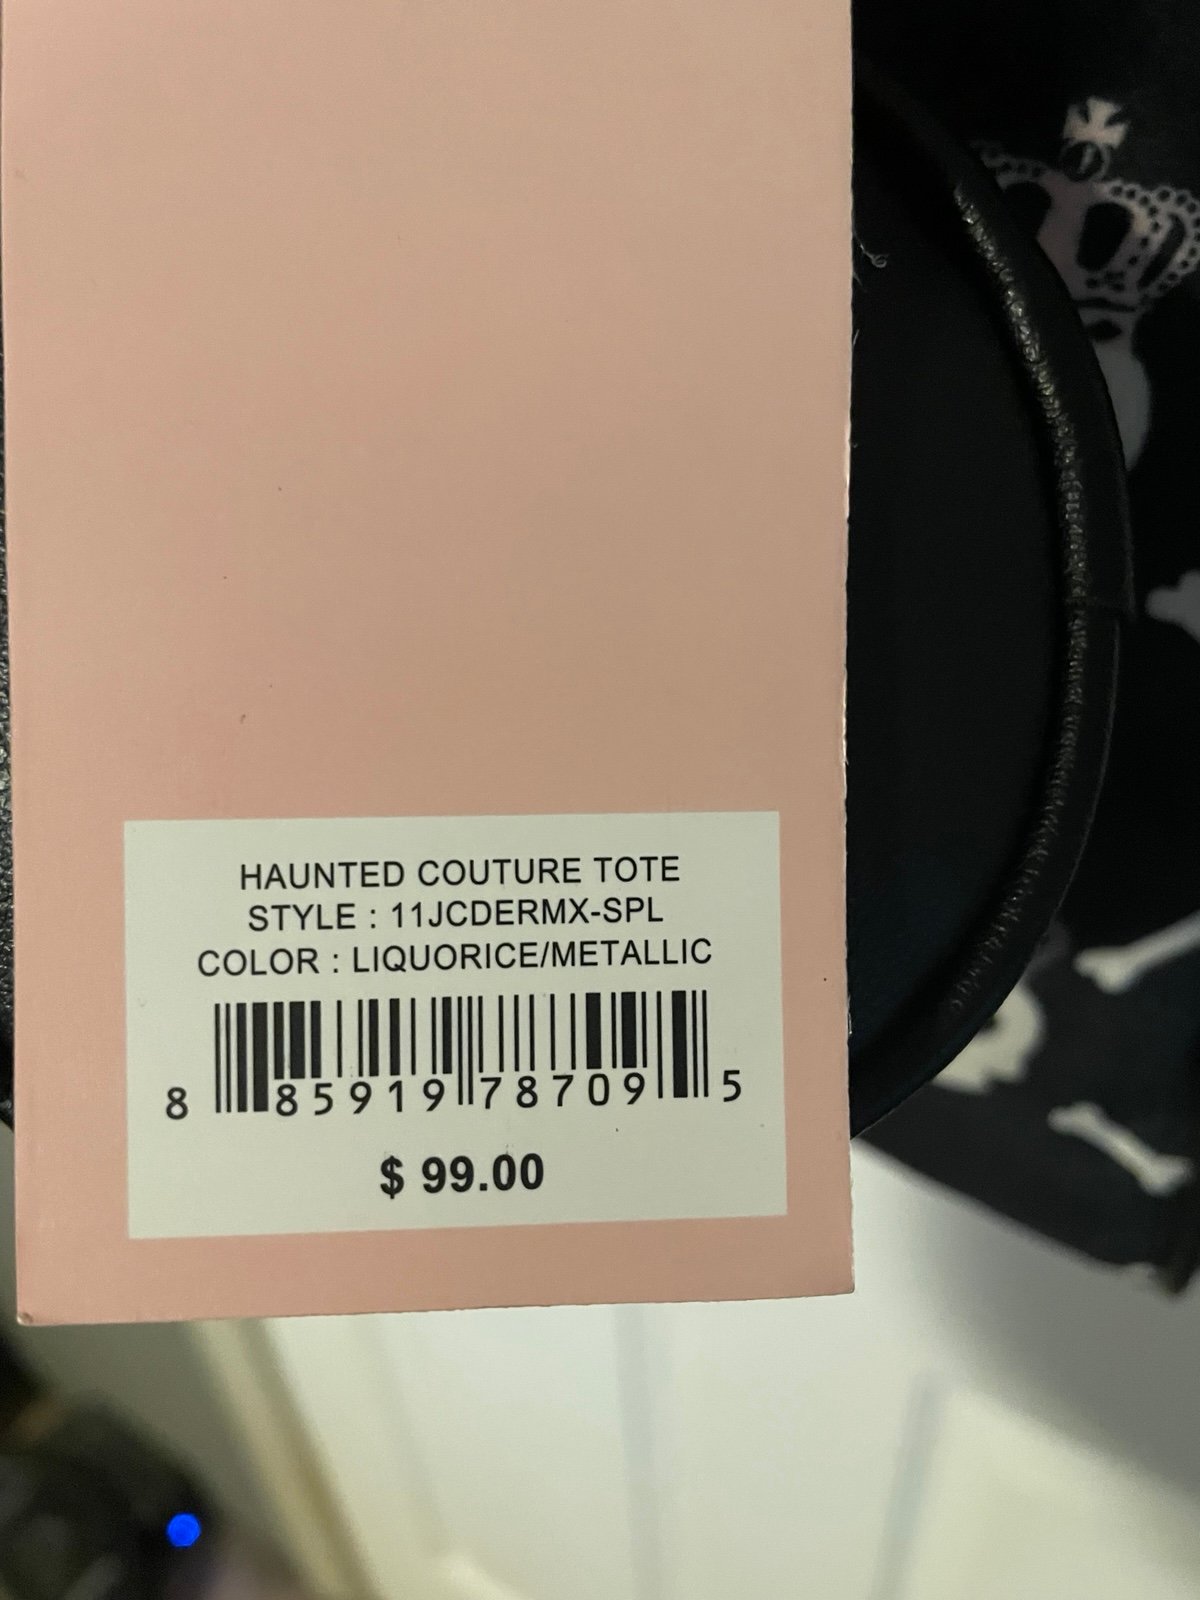 HAUNTED COUTURE TOTE
STYLE : 11JCDERMX-SPL
COLOR : LIQUORICE/METALLIC
8 85919 78709 5
$ 99.00